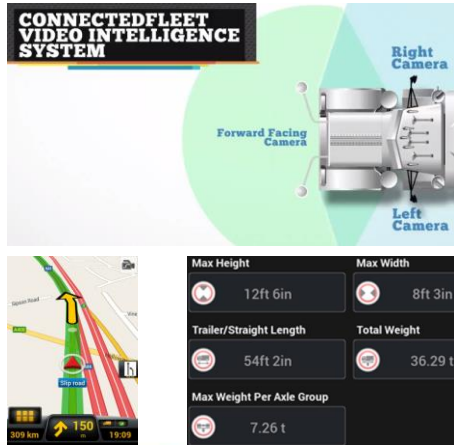 CONNECTEDFLEET
VIDEO INTELLIGENCE
SYSTEM
Right
Camera
Forward Facing
Camera
Left
Camera
Slip road
309 km
150
m
19:09
Max Height
Max Width
12ft 6in
8ft 3in
Trailer/Straight Length
Total Weight
54ft 2in
36.29 t
Max Weight Per Axle Group
7.26 t